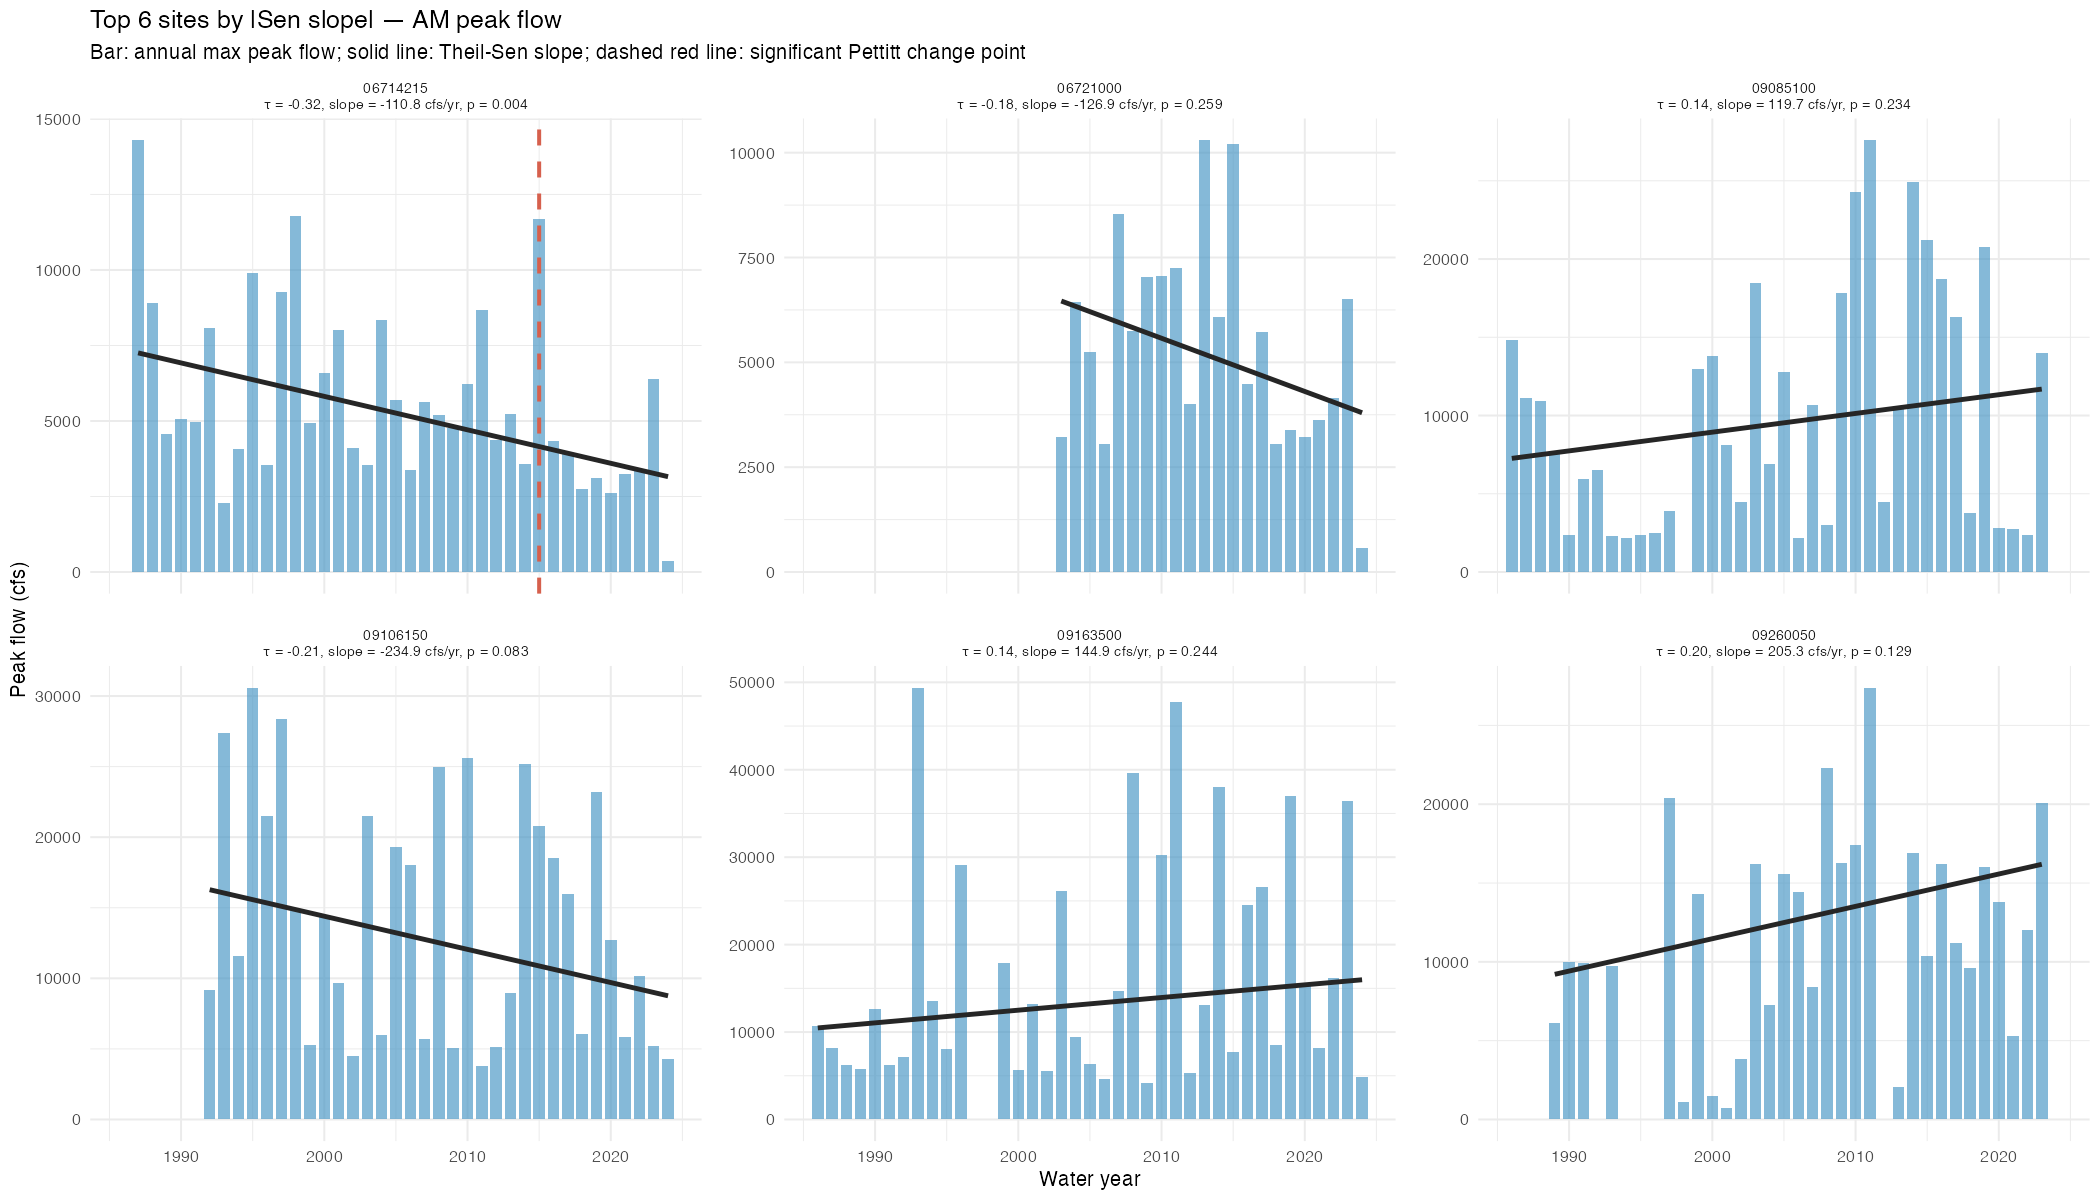 Top 6 sites by |Sen slope| — AM peak flow
Bar: annual max peak flow; solid line: Theil-Sen slope; dashed red line: significant Pettitt change point
06714215
τ = -0.32, slope = -110.8 cfs/yr, p = 0.004
06721000
τ = -0.18, slope = -126.9 cfs/yr, p = 0.259
09085100
τ = 0.14, slope = 119.7 cfs/yr, p = 0.234
15000
10000
5000
0
10000
7500
5000
2500
0
20000
10000
0
Peak flow (cfs)
09106150
τ = -0.21, slope = -234.9 cfs/yr, p = 0.083
09163500
τ = 0.14, slope = 144.9 cfs/yr, p = 0.244
09260050
τ = 0.20, slope = 205.3 cfs/yr, p = 0.129
30000
20000
10000
0
50000
40000
30000
20000
10000
0
20000
10000
0
1990 2000 2010 2020
1990 2000 2010 2020
1990 2000 2010 2020
Water year